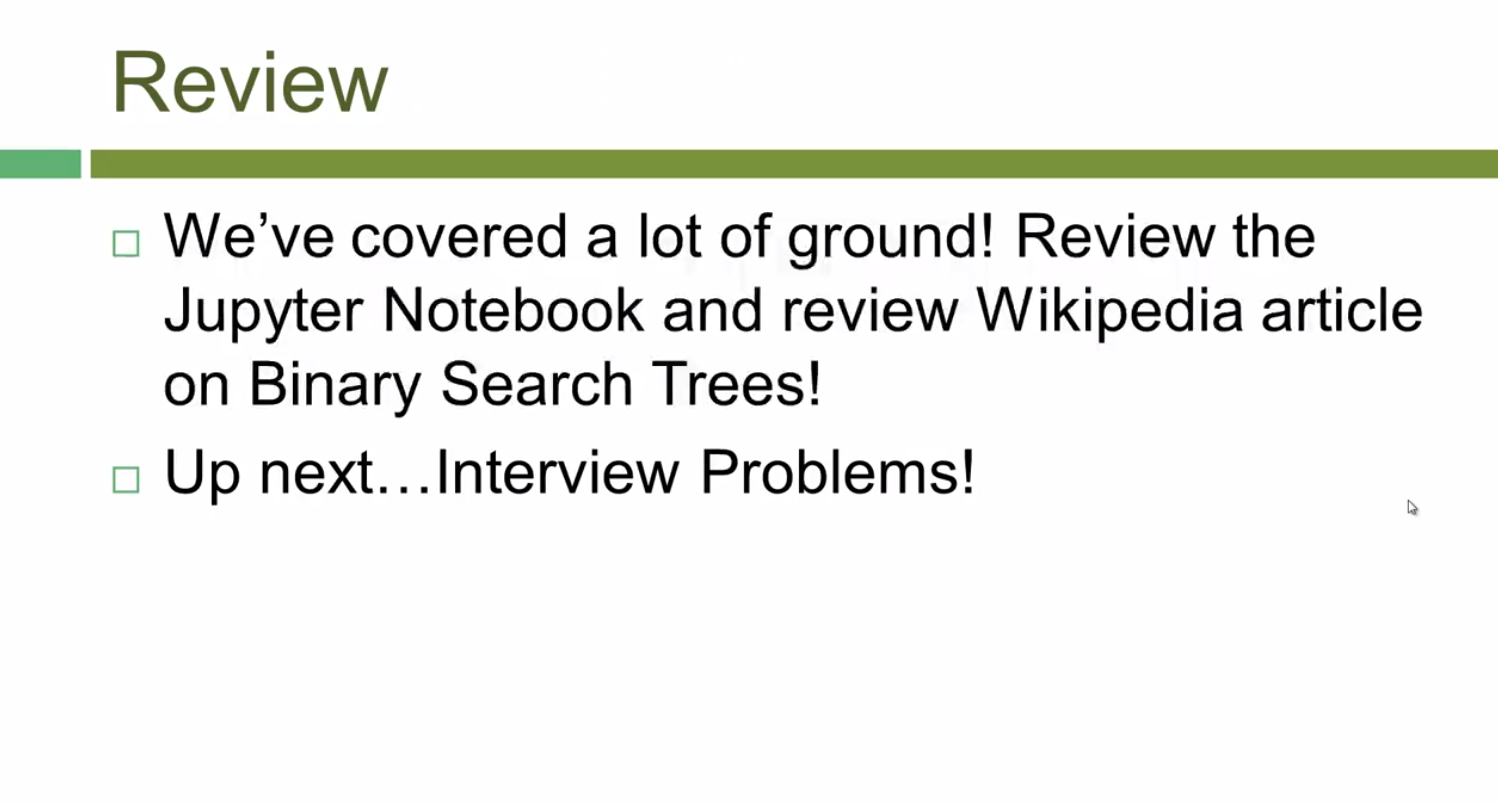 Review
We’ve covered a lot of ground! Review the
Jupyter Notebook and review Wikipedia article
on Binary Search Trees!
Up next…Interview Problems!